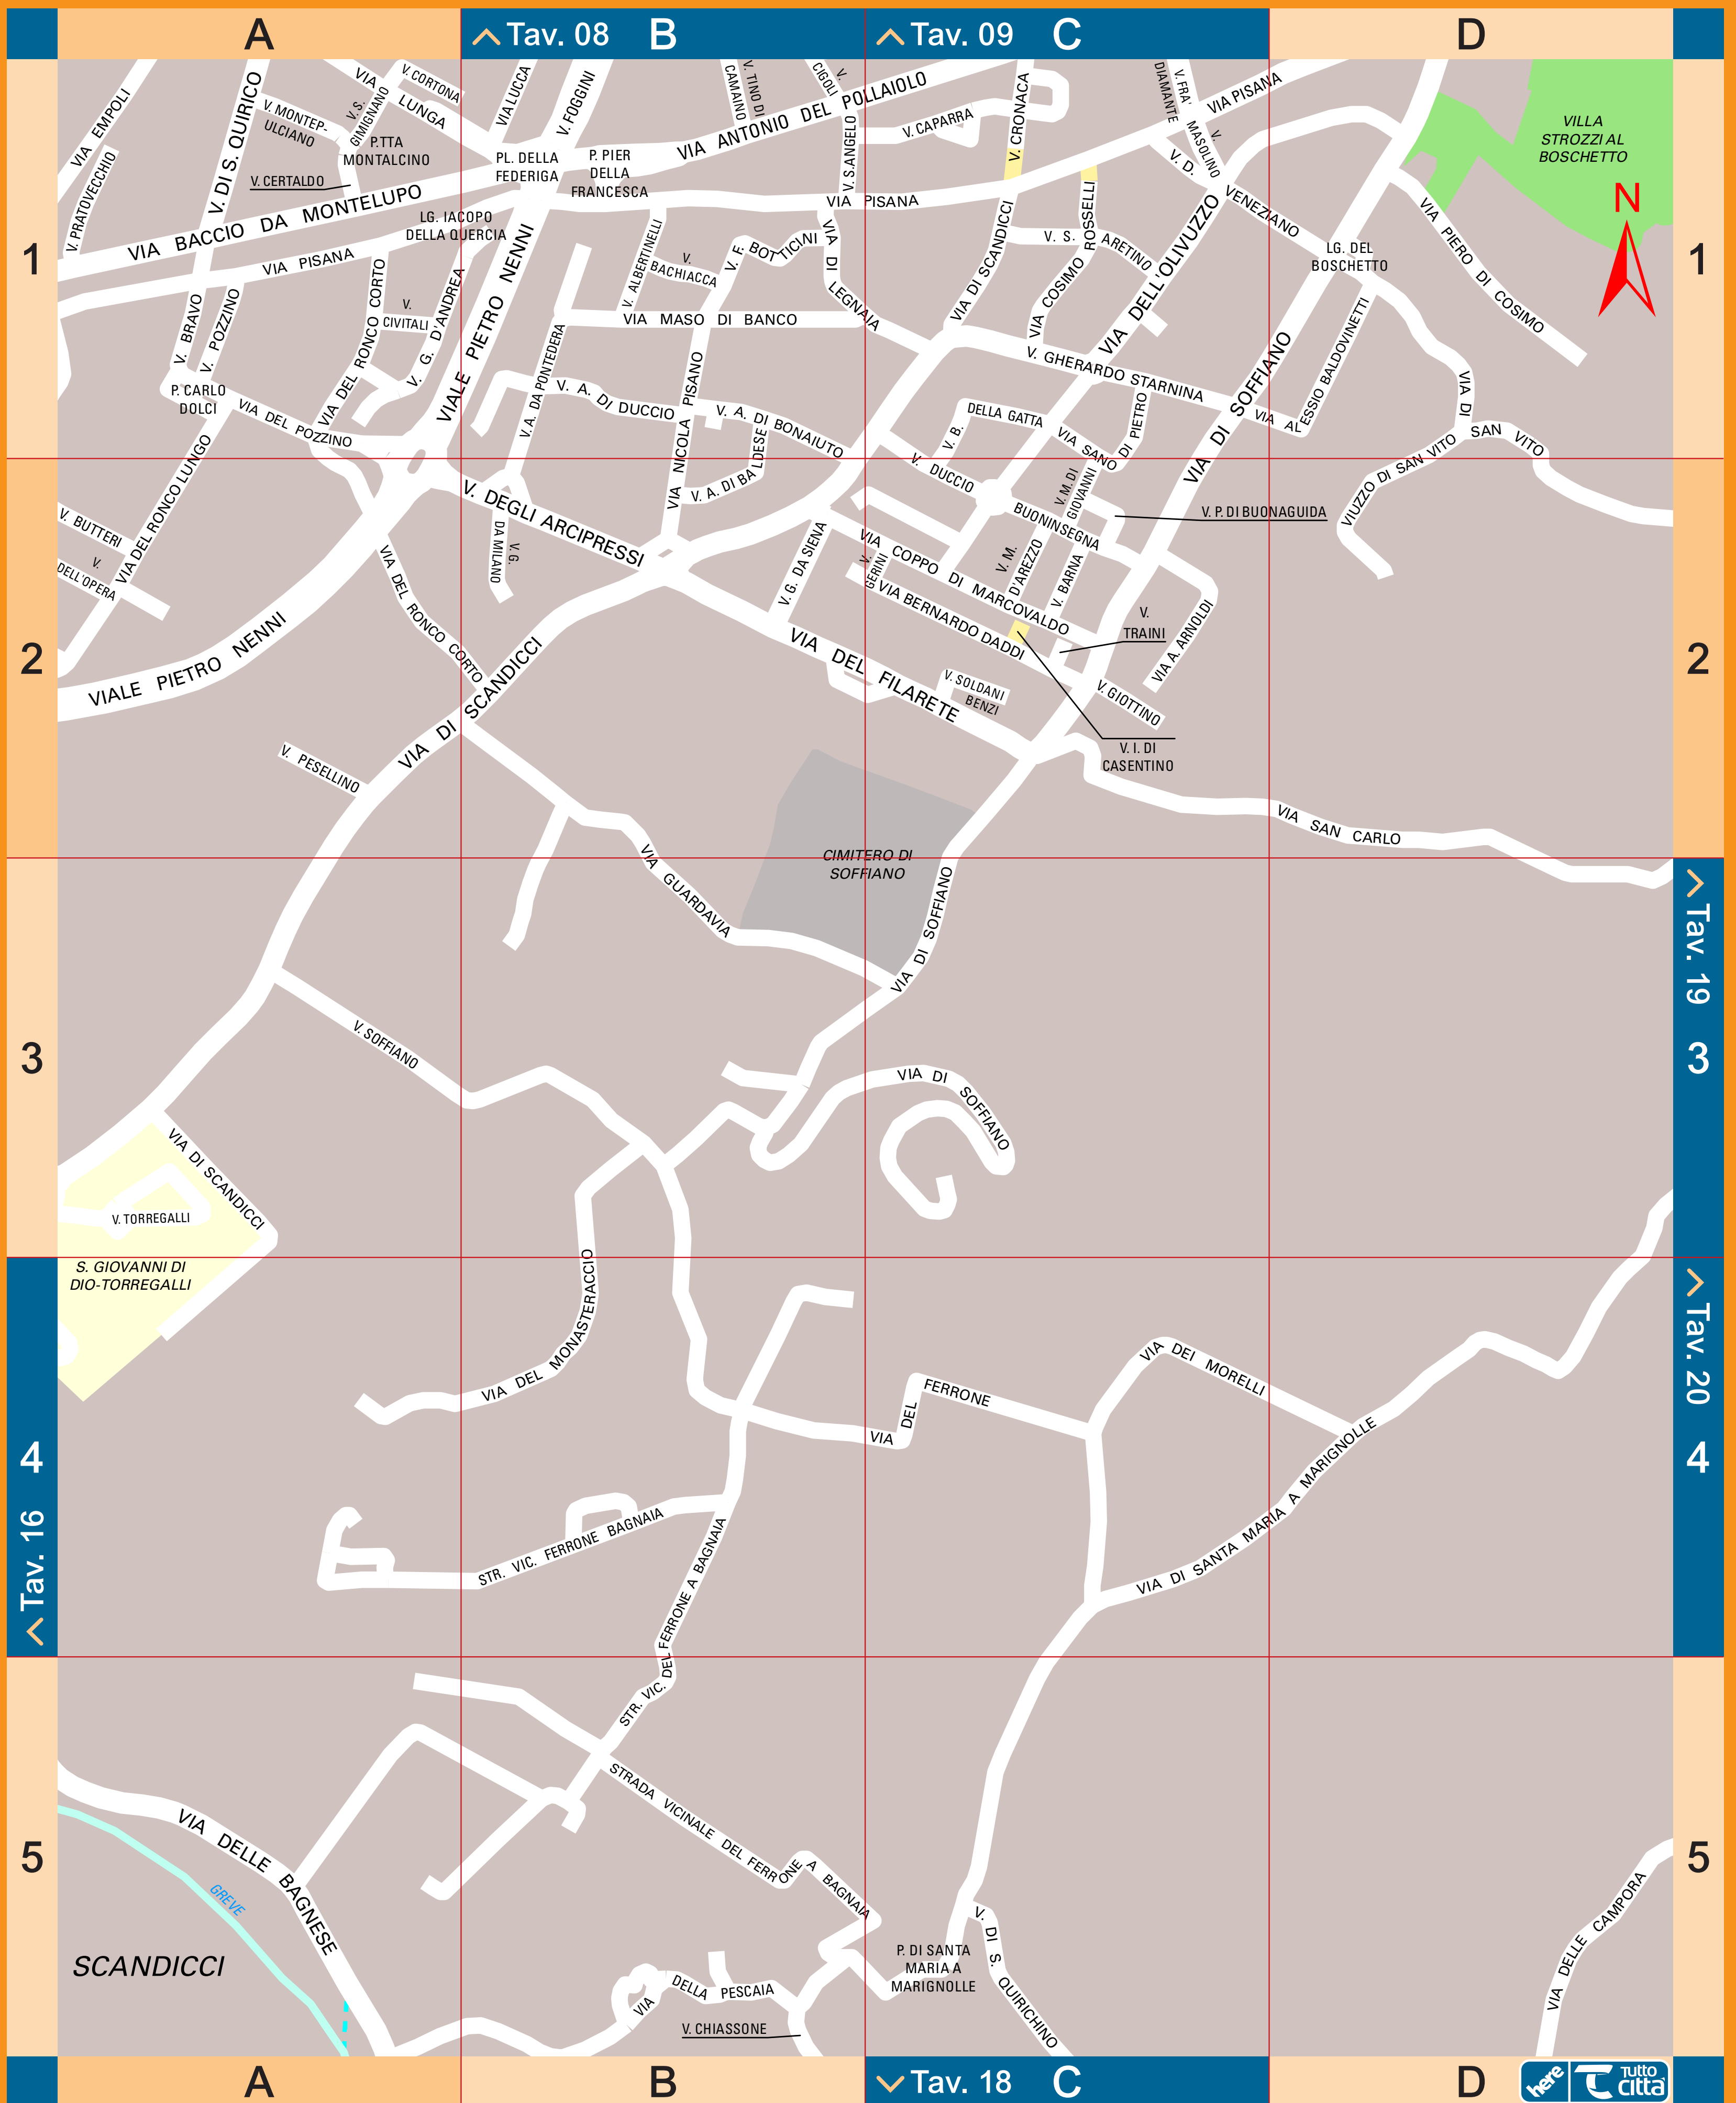 A
Tav. 08 B
Tav. 09 C
D
1
2
3
4
Tav. 16
5
1
2
Tav. 19
3
Tav. 20
4
5
VIA EMPOLI
V. PRATOVECCHIO
V. DI S. QUIRICO
V. MONTEP-
ULCIANO
V. S.
GIMIGNANO
VIA LUNGA
V. CORTONA
P.TTA
MONTALCINO
V. CERTALDO
VIA LUCCA
V. FOGGINI
V. TINO DI
CAMAINO
V.
CIGOLI
VIA ANTONIO DEL POLLAIOLO
V. S.ANGELO
V. CAPARRA
V. CRONACA
V. FRA'
DIAMANTE
V.
MASOLINO
VIA PISANA
VILLA
STROZZI AL
BOSCHETTO
N
PL. DELLA
FEDERIGA
P. PIER
DELLA
FRANCESCA
VIA BACCIO DA MONTELUPO
LG. IACOPO
DELLA QUERCIA
VIA PISANA
VIA PISANA
V. D. VENEZIANO
LG. DEL
BOSCHETTO
VIA PIERO DI COSIMO
V. BRAVO
V. POZZINO
P. CARLO
DOLCI
VIA DEL RONCO CORTO
V.
CIVITALI
V. G. D'ANDREA
VIALE PIETRO NENNI
V. ALBERTINELLI
V.
BACHIACCA
V. F. BOTTICINI
VIA DI LEGNAIA
VIA MASO DI BANCO
VIA DI SCANDICCI
VIA COSIMO ROSSELLI
V. S. ARETINO
VIA DELL'OLIVUZZO
V. GHERARDO STARNINA
VIA DI SOFFIANO
VIA ALESSIO BALDOVINETTI
VIA DI SAN VITO
VIUZZO DI SAN VITO
VIA DEL POZZINO
VIA DEL RONCO LUNGO
V. A. DA PONTEDERA
V. A. DI DUCCIO
VIA NICOLA PISANO
V. A. DI BONAIUTO
V. A. DI BALDESE
V. B. DELLA GATTA
VIA SANO DI PIETRO
V. DUCCIO BUONINSEGNA
V. M. DI
GIOVANNI
V. P. DI BUONAGUIDA
V. BUTTERI
V.
DELL'OPERA
VIALE PIETRO NENNI
VIA DEL RONCO CORTO
V. DEGLI ARCIPRESSI
V. G.
DA MILANO
V. G. DA SIENA
V.
GERINI
VIA COPPO DI MARCOVALDO
VIA BERNARDO DADDI
V. M.
D'AREZZO
V. BARNA
V.
TRAINI
VIA A. ARNOLDI
V. GIOTTINO
V. I. DI
CASENTINO
VIA DEL FILARETE
V. SOLDANI
BENZI
VIA SAN CARLO
VIA DI SCANDICCI
V. PESELLINO
VIA GUARDAVIA
CIMITERO DI
SOFFIANO
VIA DI SOFFIANO
V. SOFFIANO
VIA DI SOFFIANO
VIA DI SCANDICCI
V. TORREGALLI
S. GIOVANNI DI
DIO-TORREGALLI
VIA DEL MONASTERACCIO
VIA DEL FERRONE
VIA DEI MORELLI
VIA DI SANTA MARIA A MARIGNOLLE
STR. VIC. FERRONE BAGNAIA
STR. VIC. DEL FERRONE A BAGNAIA
STRADA VICINALE DEL FERRONE A BAGNAIA
VIA DELLE BAGNESE
GREVE
SCANDICCI
VIA DELLA PESCAIA
V. CHIASSONE
P. DI SANTA
MARIA A
MARIGNOLLE
V. DI S. QUIRICHINO
VIA DELLE CAMPORA
A
B
Tav. 18 C
D
here
TUTTO
CITTÀ